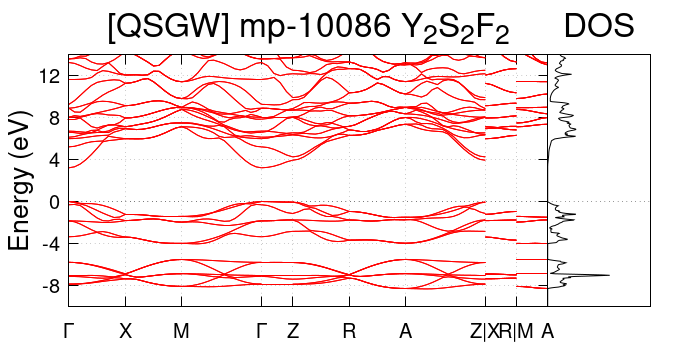 [QSGW] mp-10086 Y₂S₂F₂ DOS
Energy (eV)
12
8
4
0
-4
-8
Γ X M Γ Z R A Z|XR|M A